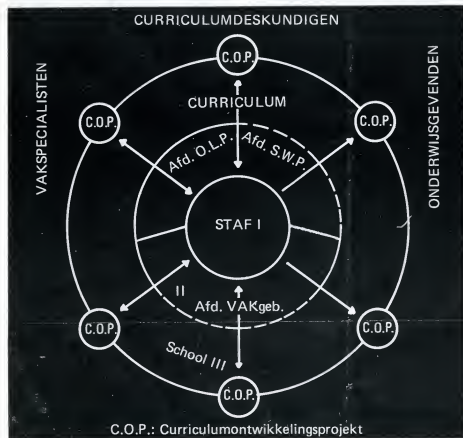 CURRICULUMDESKUNDIGEN
C.O.P.
VAKSPECIALISTEN
ONDERWIJSGEVENDEN
C.O.P.
CURRICULUM
C.O.P.
Afd. O.L.P.
Afd. S.W.P.
STAF I
II
Afd. VAKgeb.
C.O.P.
School III
C.O.P.
C.O.P.
C.O.P.: Curriculumontwikkelingsprojekt